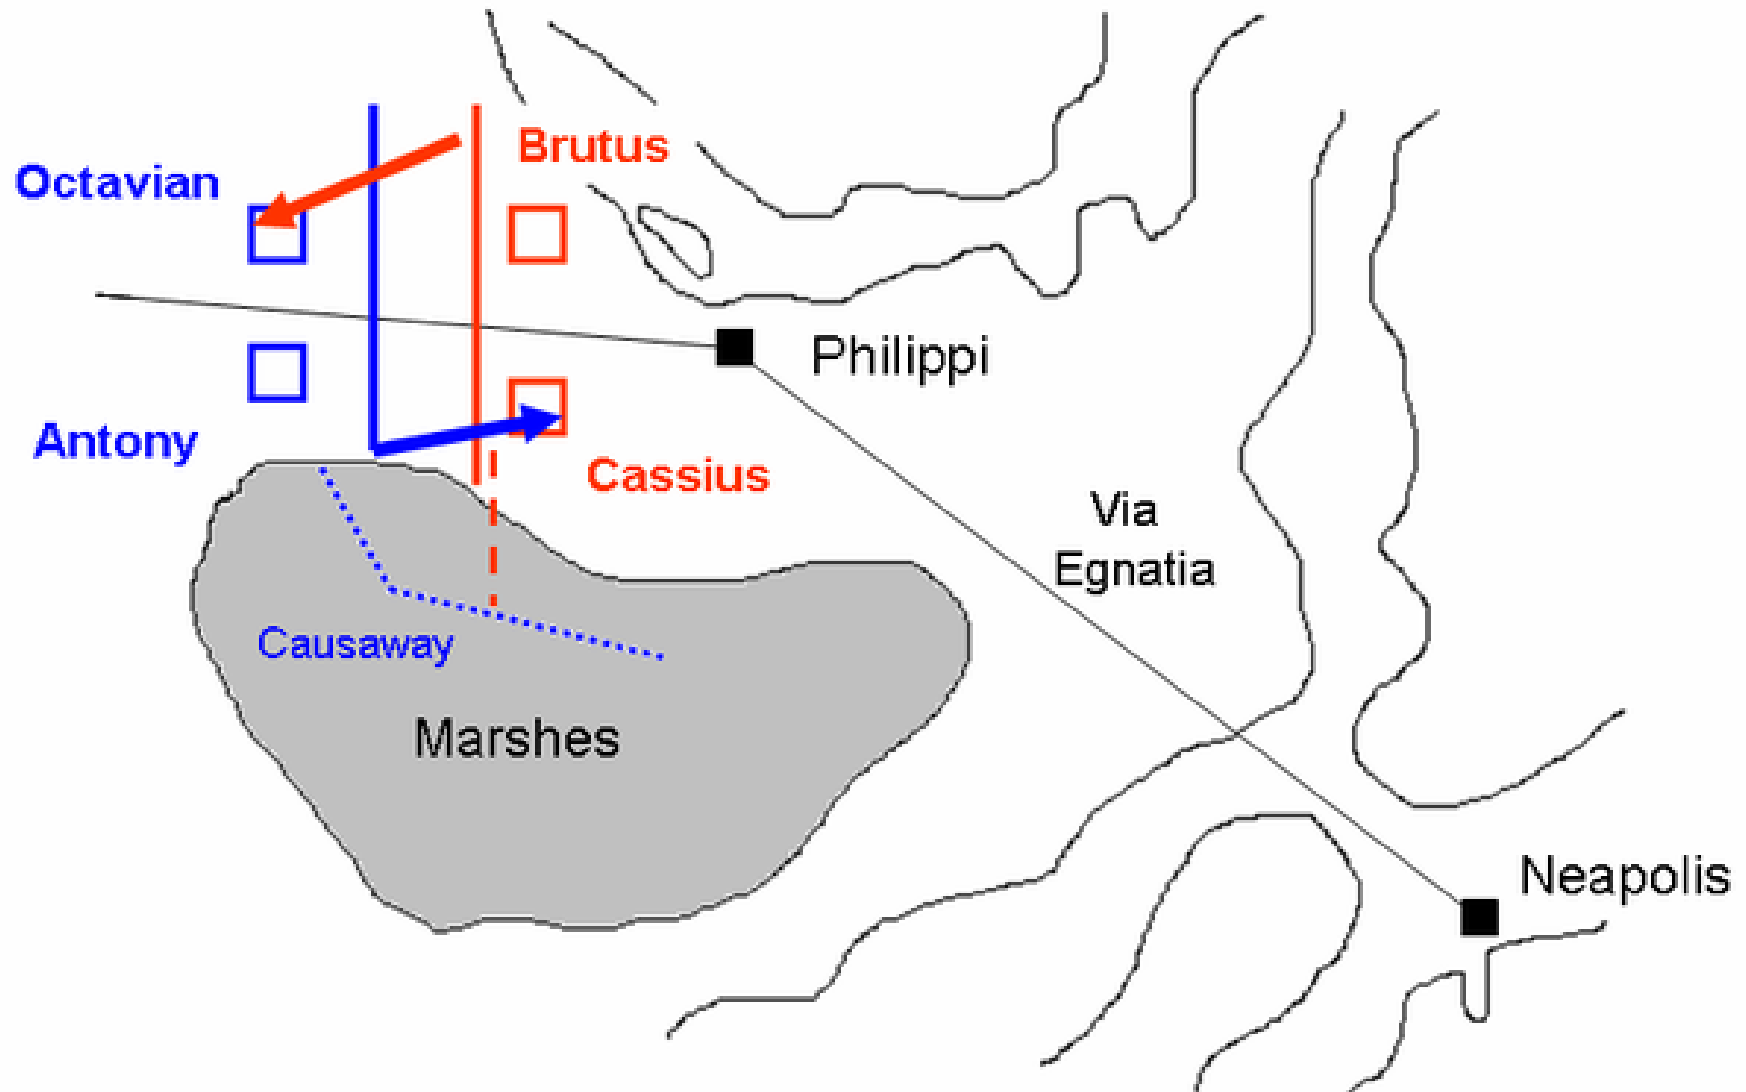 Brutus
Octavian
Philippi
Antony
Cassius
Via
Egnatia
Causaway
Marshes
Neapolis